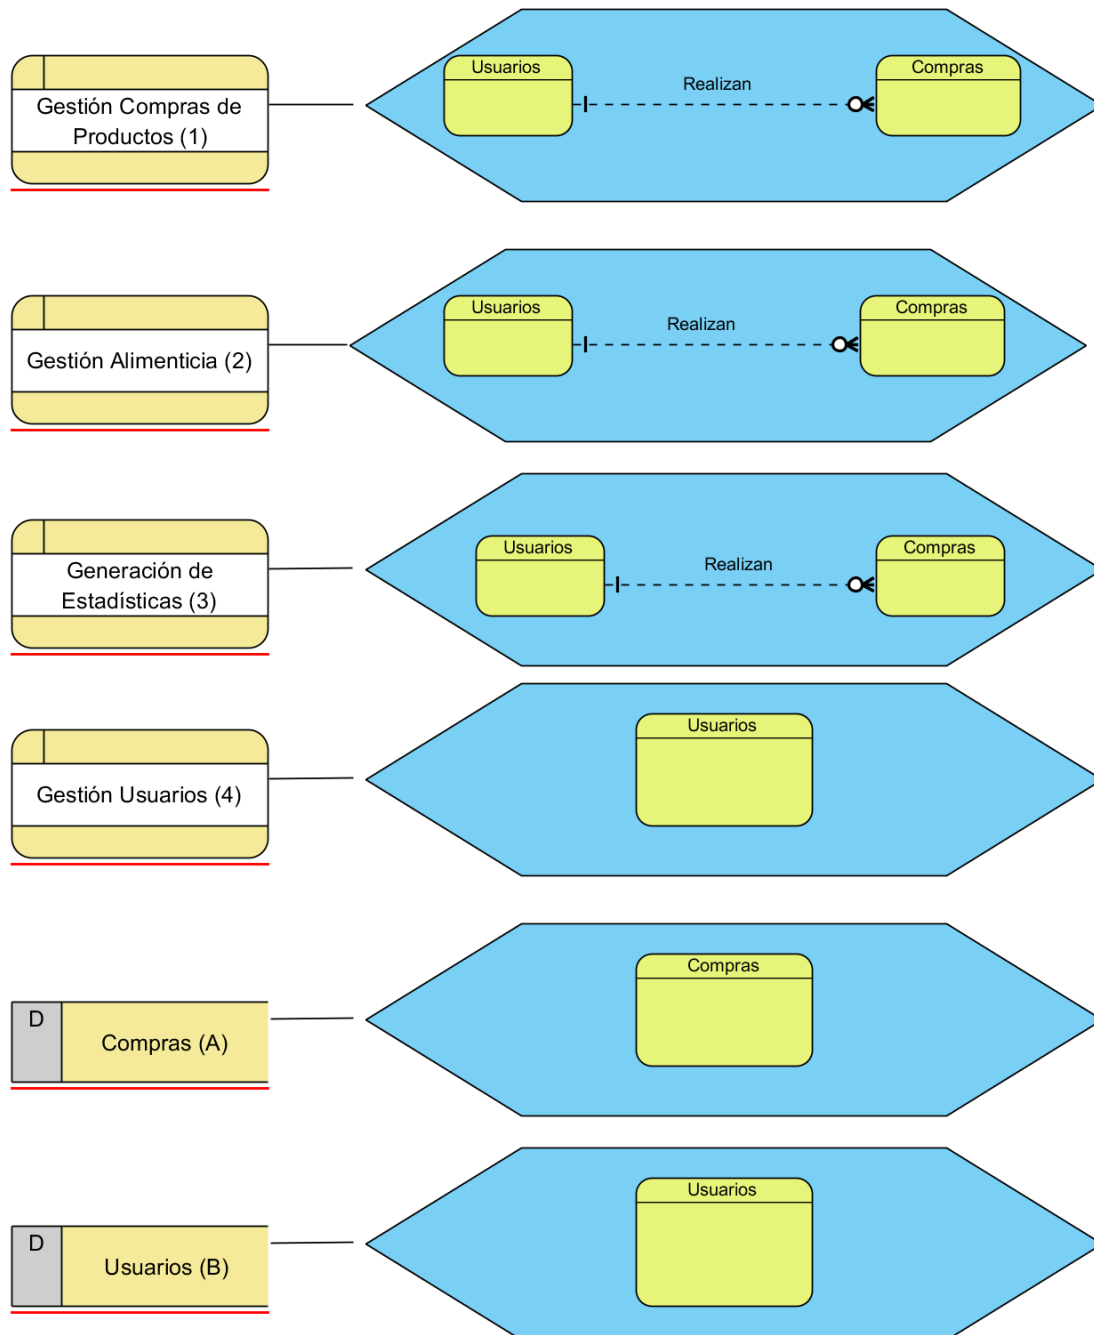 Gestión Compras de
Productos (1)
Usuarios
Realizan
Compras
Gestión Alimenticia (2)
Usuarios
Realizan
Compras
Generación de
Estadísticas (3)
Usuarios
Realizan
Compras
Gestión Usuarios (4)
Usuarios
D
Compras (A)
Compras
D
Usuarios (B)
Usuarios